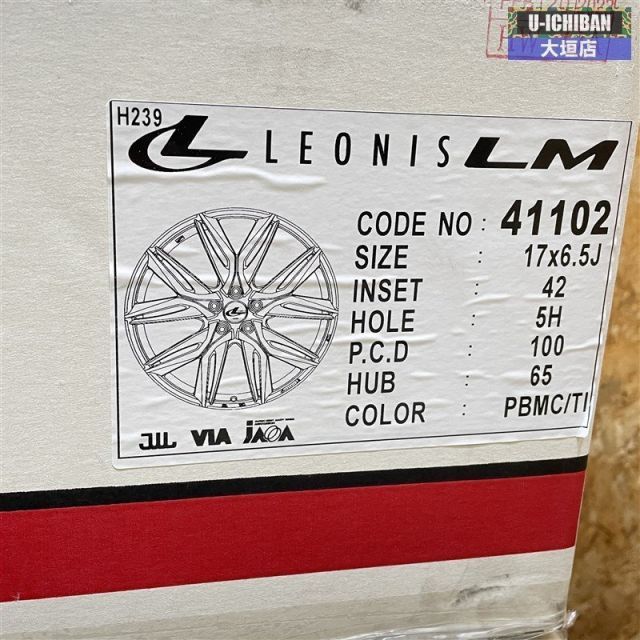 U-ICHIBAN
大垣店
H239
LEONIS LM
CODE NO : 41102
SIZE : 17x6.5J
INSET : 42
HOLE : 5H
P.C.D : 100
HUB : 65
COLOR : PBMC/TI
JWL VIA JAWA